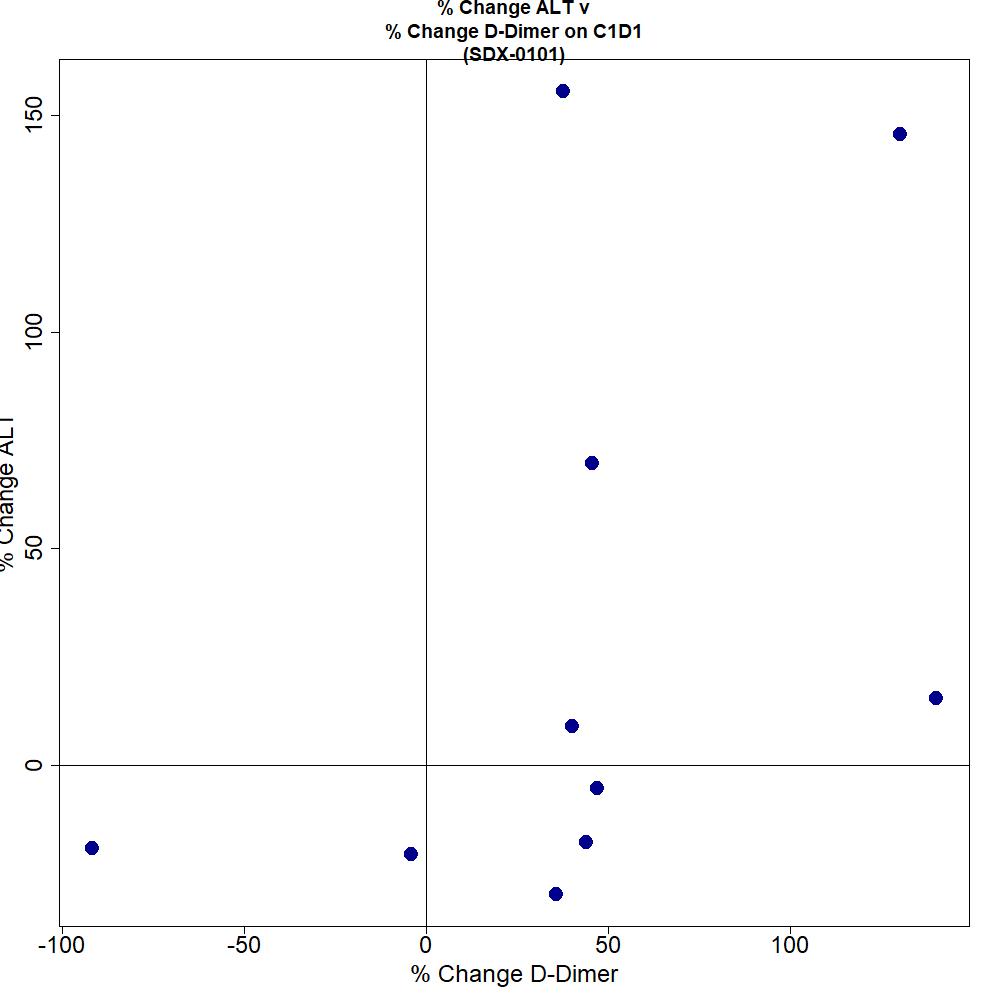 % Change ALT v
% Change D-Dimer on C1D1
(SDX-0101)
150
100
50
0
% Change ALT
-100 -50 0 50 100
% Change D-Dimer